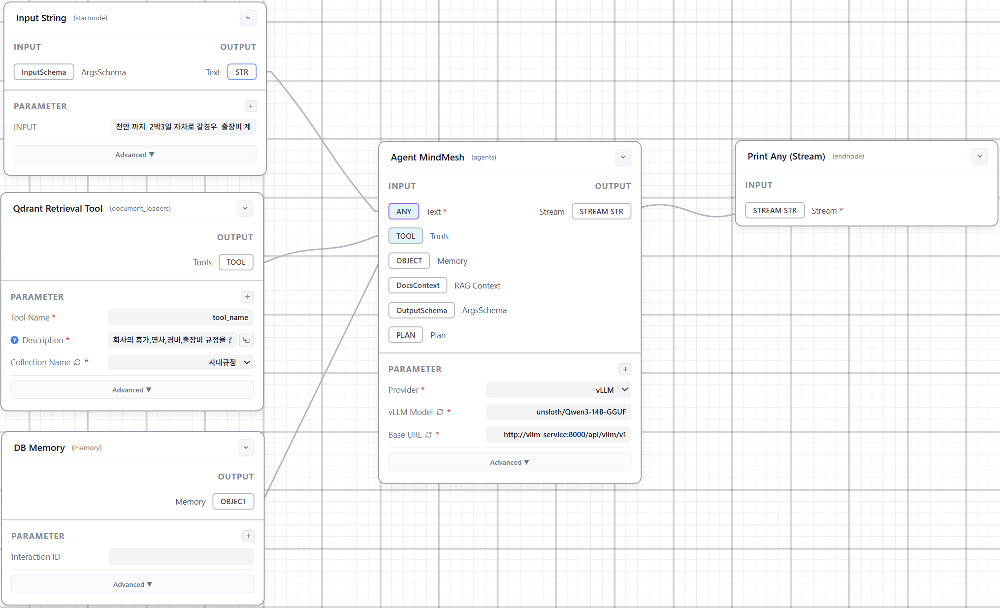 Input String (startnode)
INPUT OUTPUT
InputSchema ArgsSchema Text STR
PARAMETER +
INPUT 천안 까지 2박3일 자차로 갈경우 출장비 계
Advanced ▼
Qdrant Retrieval Tool (document_loaders)
OUTPUT
Tools TOOL
PARAMETER +
Tool Name * tool_name
? Description * 회사의 휴가,연차,경비,출장비 규정을
Collection Name * 사내규정
Advanced ▼
DB Memory (memory)
OUTPUT
Memory OBJECT
PARAMETER +
Interaction ID
Advanced ▼
Agent MindMesh (agents)
INPUT OUTPUT
ANY Text * Stream STREAM STR
TOOL Tools
OBJECT Memory
DocsContext RAG Context
OutputSchema ArgsSchema
PLAN Plan
PARAMETER +
Provider * vLLM
vLLM Model * unsloth/Qwen3-14B-GGUF
Base URL * http://vllm-service:8000/api/vllm/v1
Advanced ▼
Print Any (Stream) (endnode)
INPUT
STREAM STR Stream *